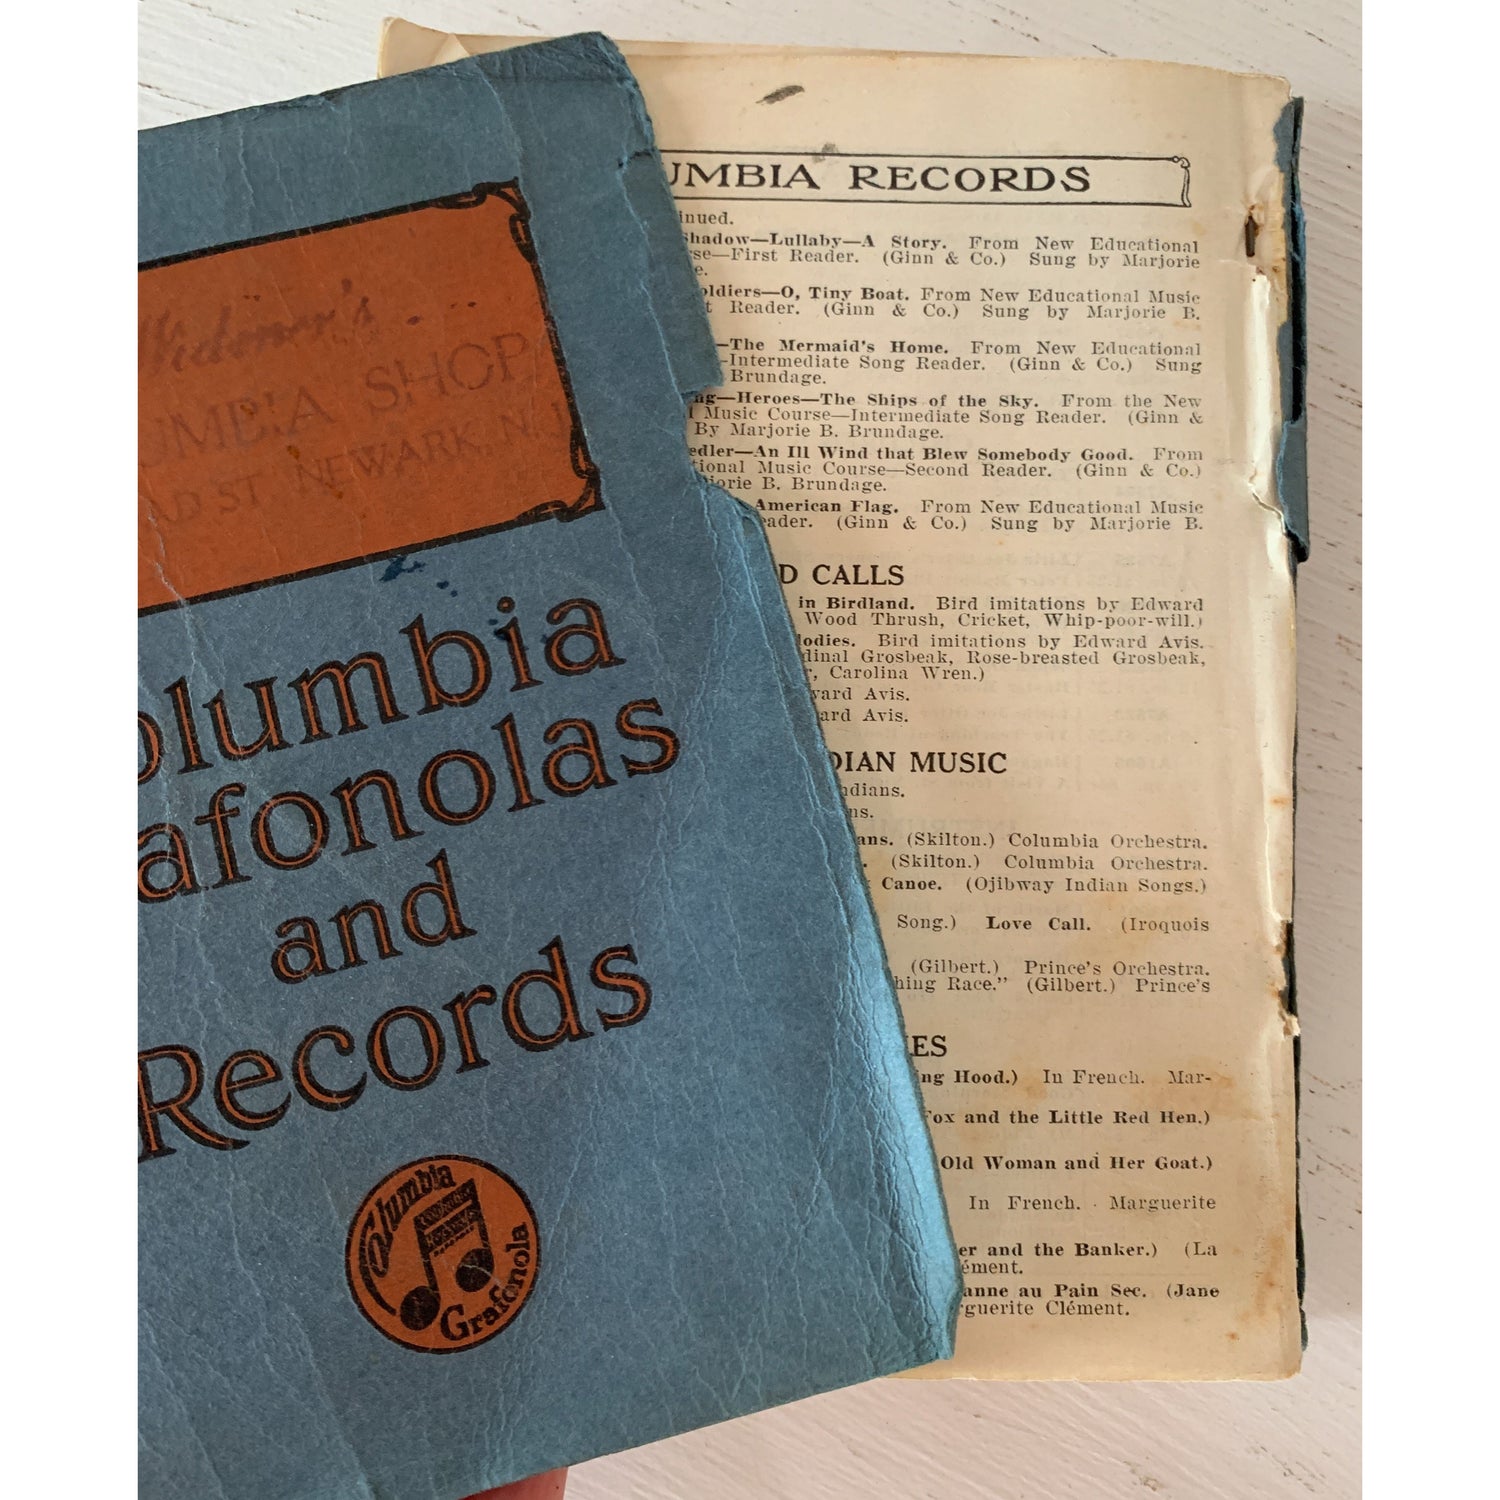 MBIA SHOP
ST. NEWARK, N.J.
olumbia
afonolas
and
Records
Columbia
Grafonola
UMBIA RECORDS
inued.
Shadow—Lullaby—A Story. From New Educational
rse—First Reader. (Ginn & Co.) Sung by Marjorie
e.
oldiers—O, Tiny Boat. From New Educational Music
t Reader. (Ginn & Co.) Sung by Marjorie B.
—The Mermaid's Home. From New Educational
-Intermediate Song Reader. (Ginn & Co.) Sung
Brundage.
ng—Heroes—The Ships of the Sky. From the New
l Music Course—Intermediate Song Reader. (Ginn &
By Marjorie B. Brundage.
edler—An Ill Wind that Blew Somebody Good. From
tional Music Course—Second Reader. (Ginn & Co.)
jorie B. Brundage.
American Flag. From New Educational Music
eader. (Ginn & Co.) Sung by Marjorie B.
D CALLS
in Birdland. Bird imitations by Edward
Wood Thrush, Cricket, Whip-poor-will.)
lodies. Bird imitations by Edward Avis.
dinal Grosbeak, Rose-breasted Grosbeak,
r, Carolina Wren.)
ward Avis.
ard Avis.
DIAN MUSIC
ndians.
ns.
ans. (Skilton.) Columbia Orchestra.
. (Skilton.) Columbia Orchestra.
Canoe. (Ojibway Indian Songs.)
Song.) Love Call. (Iroquois
(Gilbert.) Prince's Orchestra.
hing Race." (Gilbert.) Prince's
ES
ng Hood.) In French. Mar-
Fox and the Little Red Hen.)
Old Woman and Her Goat.)
In French. Marguerite
er and the Banker.) (La
ément.
anne au Pain Sec. (Jane
rguerite Clément.